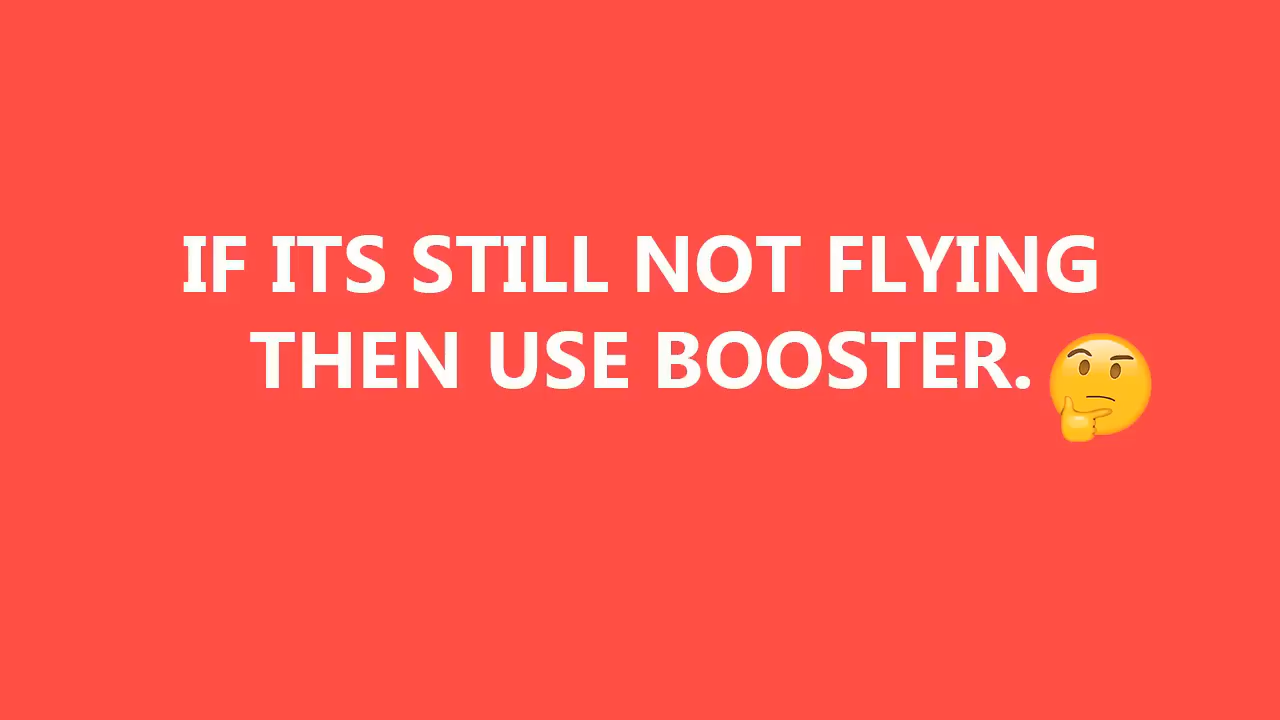 IF ITS STILL NOT FLYING
THEN USE BOOSTER.